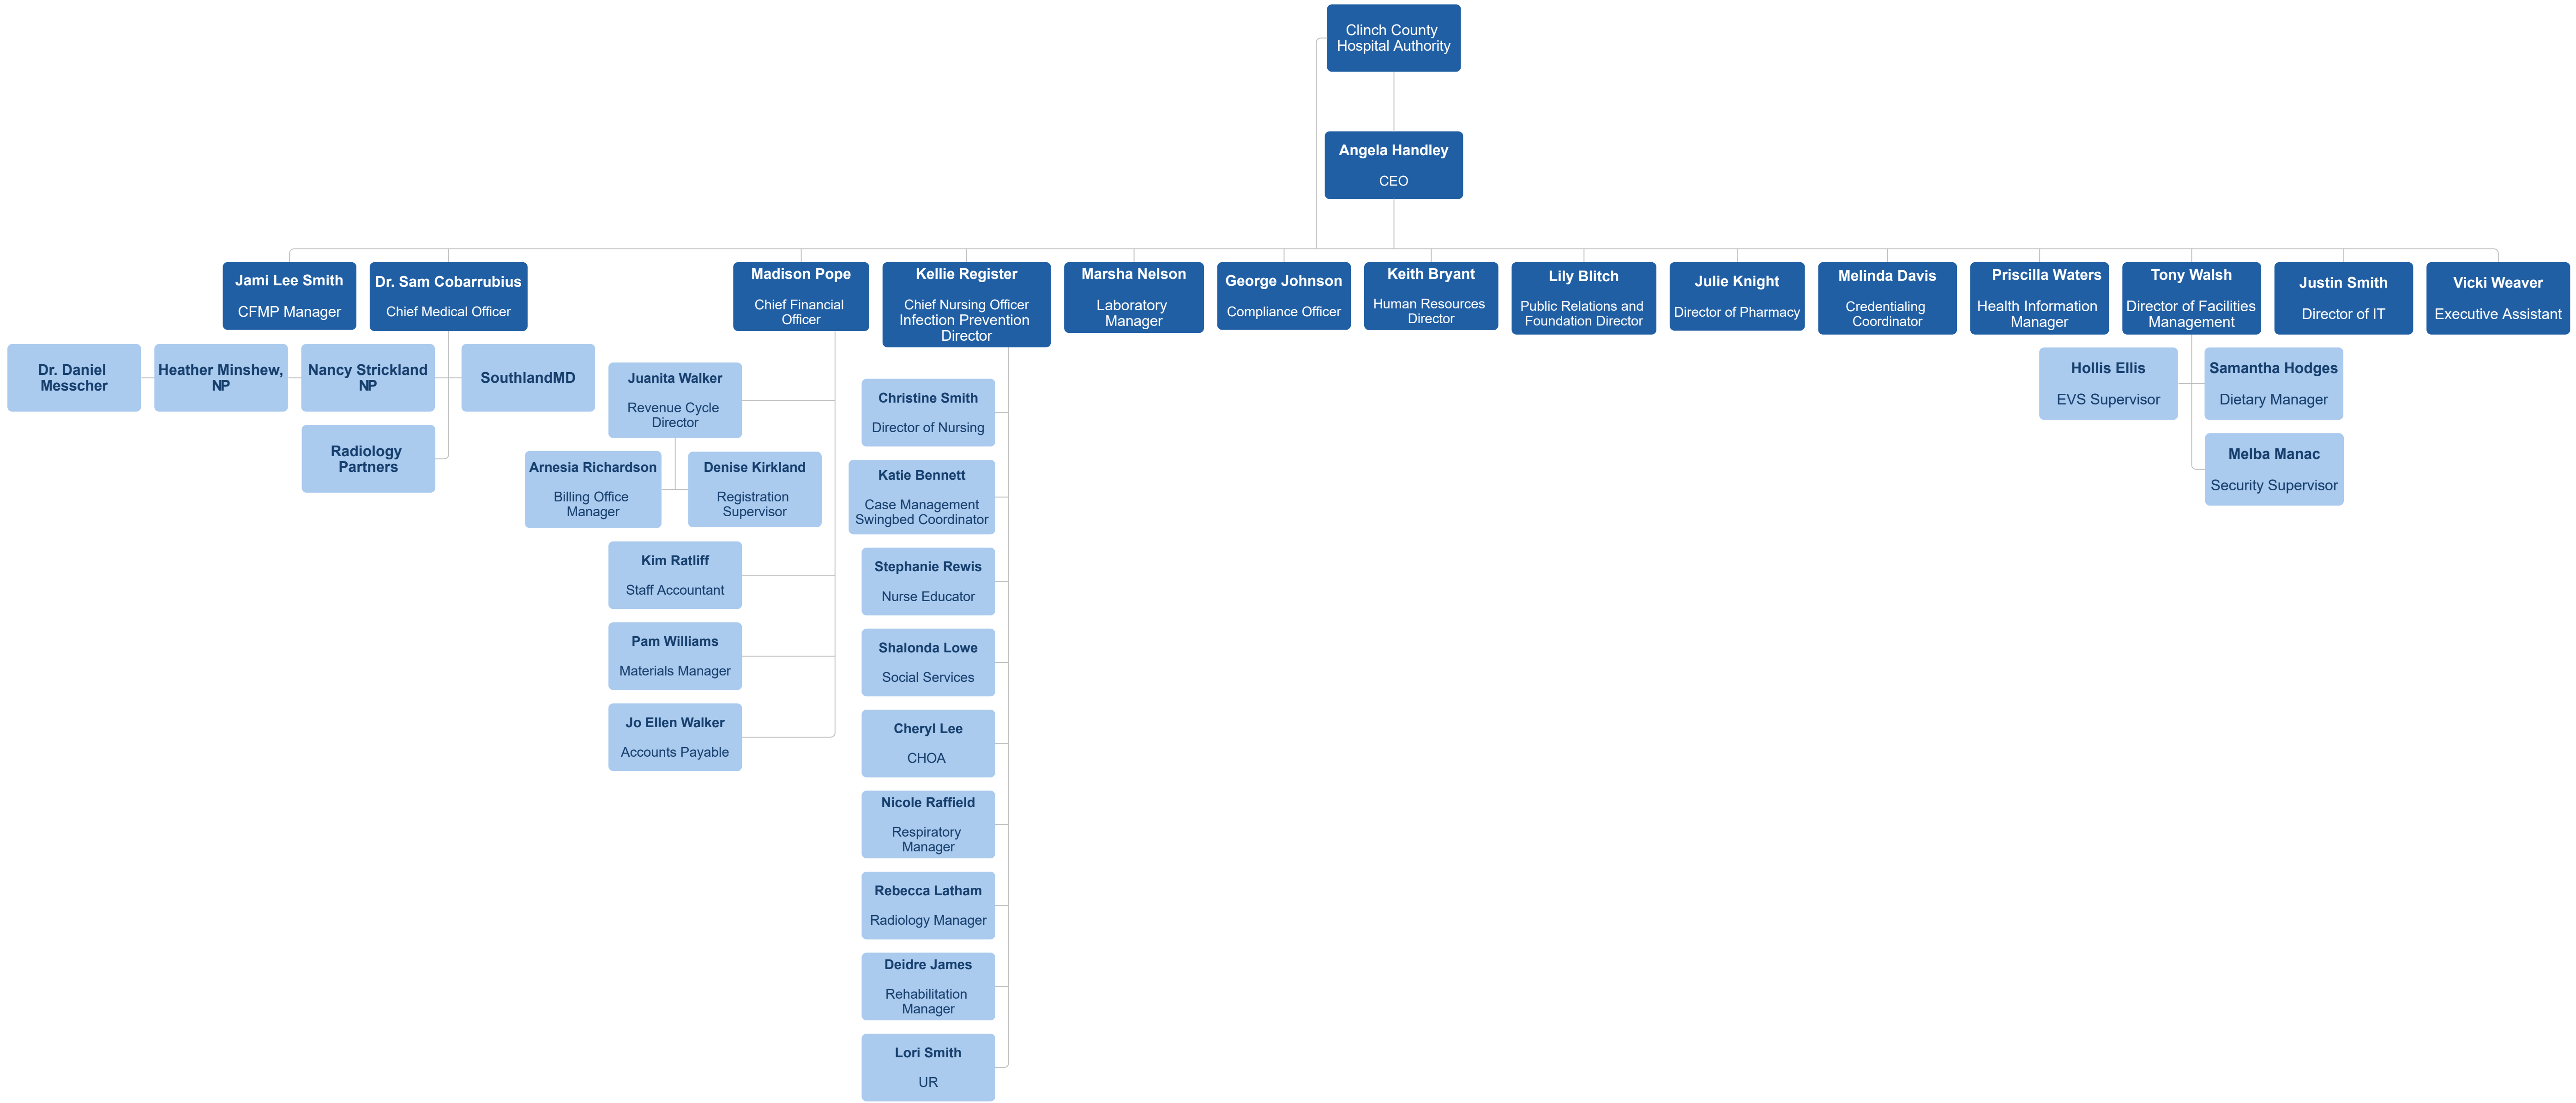 Clinch County
Hospital Authority
Angela Handley
CEO
Jami Lee Smith
CFMP Manager
Dr. Sam Cobarrubius
Chief Medical Officer
Dr. Daniel
Messcher
Heather Minshew,
NP
Nancy Strickland
NP
SouthlandMD
Radiology
Partners
Madison Pope
Chief Financial
Officer
Juanita Walker
Revenue Cycle
Director
Arnesia Richardson
Billing Office
Manager
Denise Kirkland
Registration
Supervisor
Kim Ratliff
Staff Accountant
Pam Williams
Materials Manager
Jo Ellen Walker
Accounts Payable
Kellie Register
Chief Nursing Officer
Infection Prevention
Director
Christine Smith
Director of Nursing
Katie Bennett
Case Management
Swingbed Coordinator
Stephanie Rewis
Nurse Educator
Shalonda Lowe
Social Services
Cheryl Lee
CHOA
Nicole Raffield
Respiratory
Manager
Rebecca Latham
Radiology Manager
Deidre James
Rehabilitation
Manager
Lori Smith
UR
Marsha Nelson
Laboratory
Manager
George Johnson
Compliance Officer
Keith Bryant
Human Resources
Director
Lily Blitch
Public Relations and
Foundation Director
Julie Knight
Director of Pharmacy
Melinda Davis
Credentialing
Coordinator
Priscilla Waters
Health Information
Manager
Tony Walsh
Director of Facilities
Management
Hollis Ellis
EVS Supervisor
Samantha Hodges
Dietary Manager
Melba Manac
Security Supervisor
Justin Smith
Director of IT
Vicki Weaver
Executive Assistant